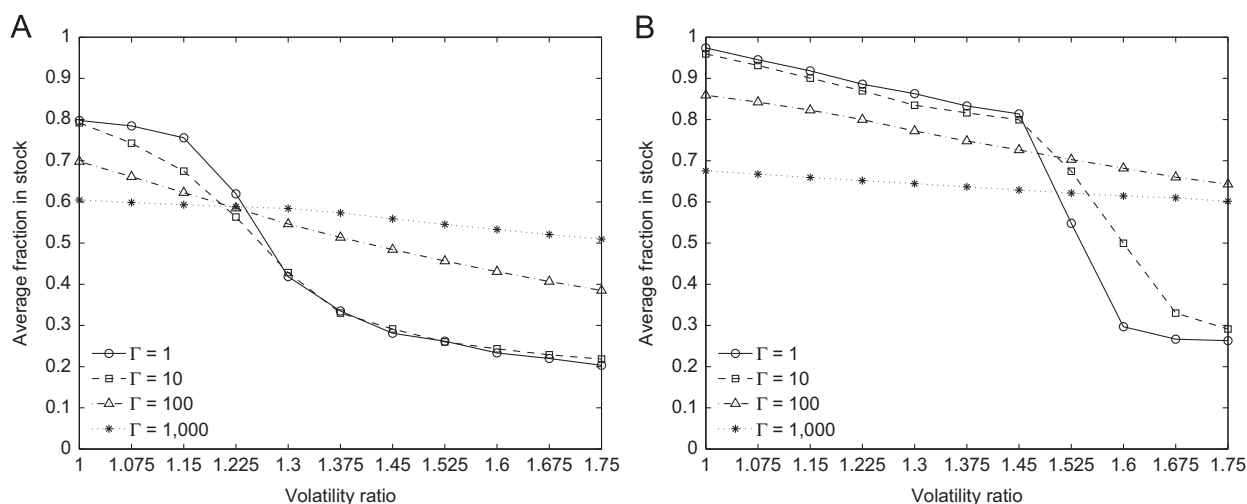 A
Average fraction in stock
1
0.9
0.8
0.7
0.6
0.5
0.4
0.3
0.2
0.1
0
Γ = 1
Γ = 10
Γ = 100
Γ = 1,000
1 1.075 1.15 1.225 1.3 1.375 1.45 1.525 1.6 1.675 1.75
Volatility ratio
B
Average fraction in stock
1
0.9
0.8
0.7
0.6
0.5
0.4
0.3
0.2
0.1
0
Γ = 1
Γ = 10
Γ = 100
Γ = 1,000
1 1.075 1.15 1.225 1.3 1.375 1.45 1.525 1.6 1.675 1.75
Volatility ratio